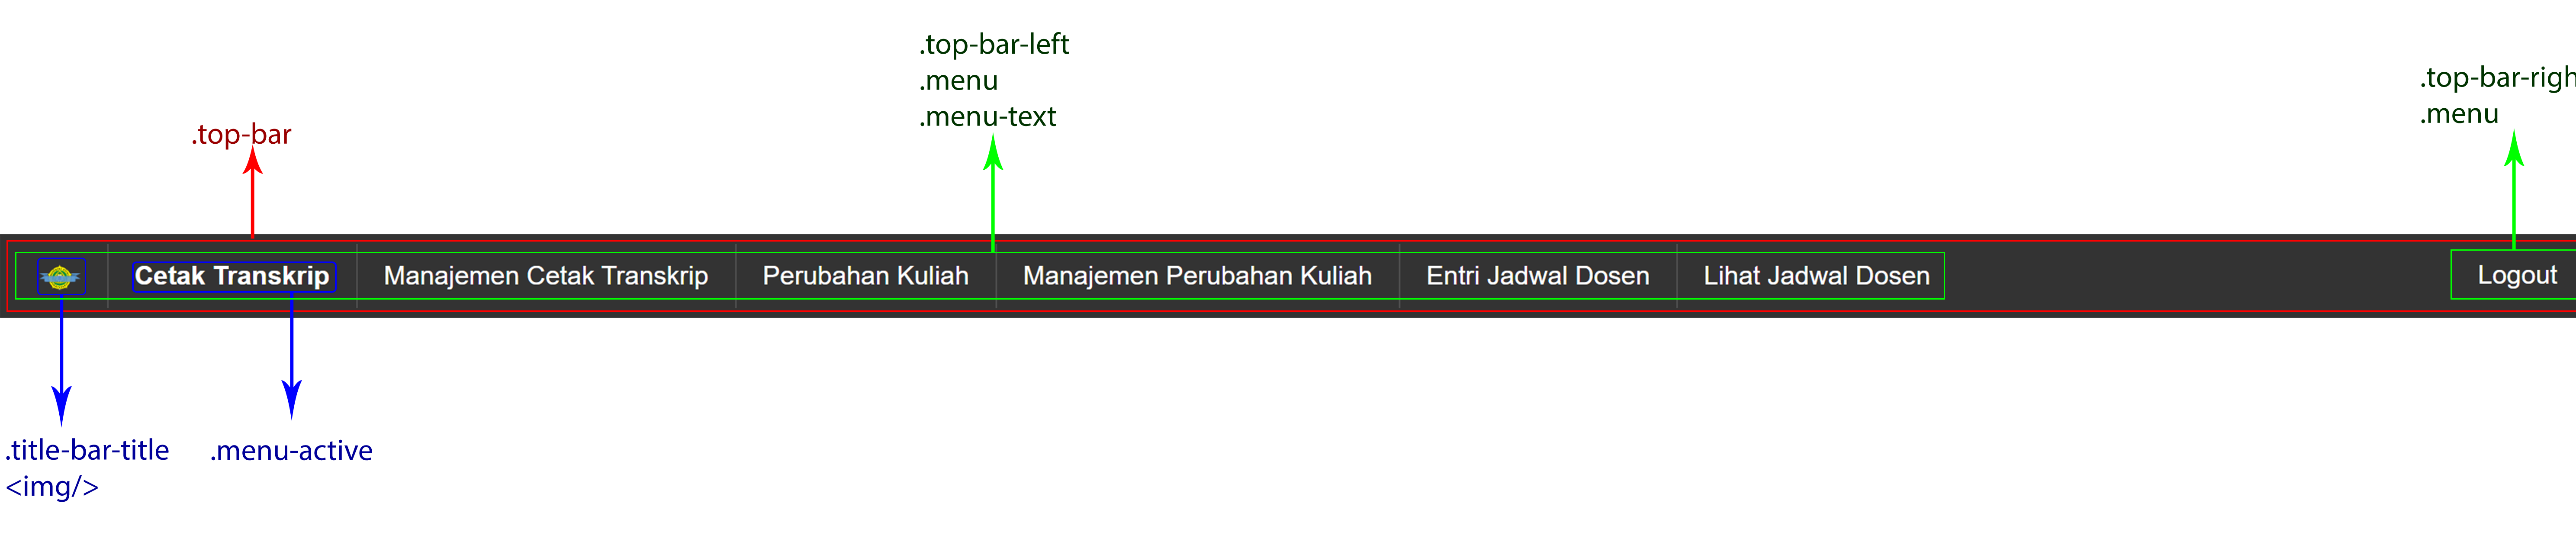 .top-bar-left
.menu
.menu-text
.top-bar-righ
.menu
.top-bar
Cetak Transkrip
Manajemen Cetak Transkrip
Perubahan Kuliah
Manajemen Perubahan Kuliah
Entri Jadwal Dosen
Lihat Jadwal Dosen
Logout
.title-bar-title
<img/>
.menu-active